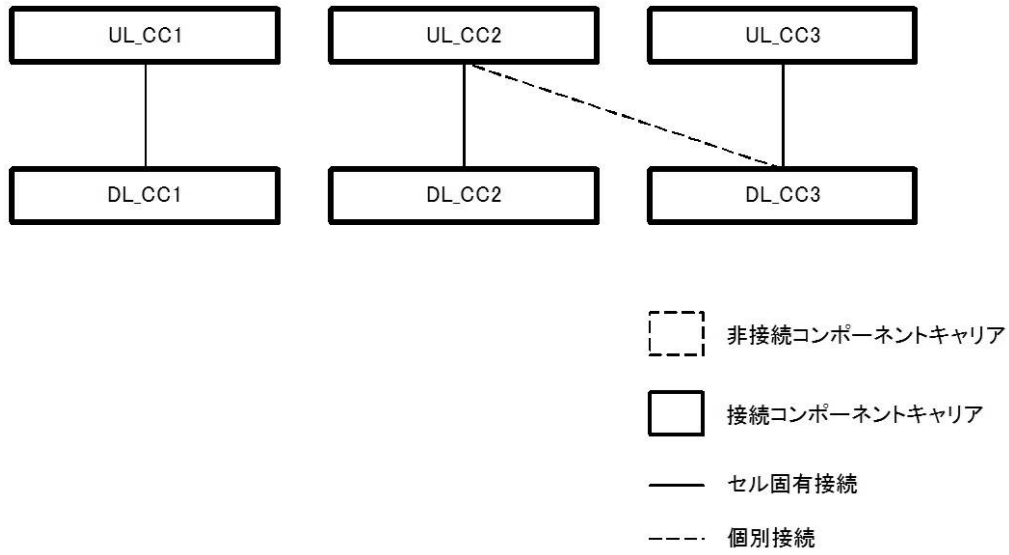 UL_CC1 UL_CC2 UL_CC3
DL_CC1 DL_CC2 DL_CC3
非接続コンポーネントキャリア
接続コンポーネントキャリア
セル固有接続
個別接続